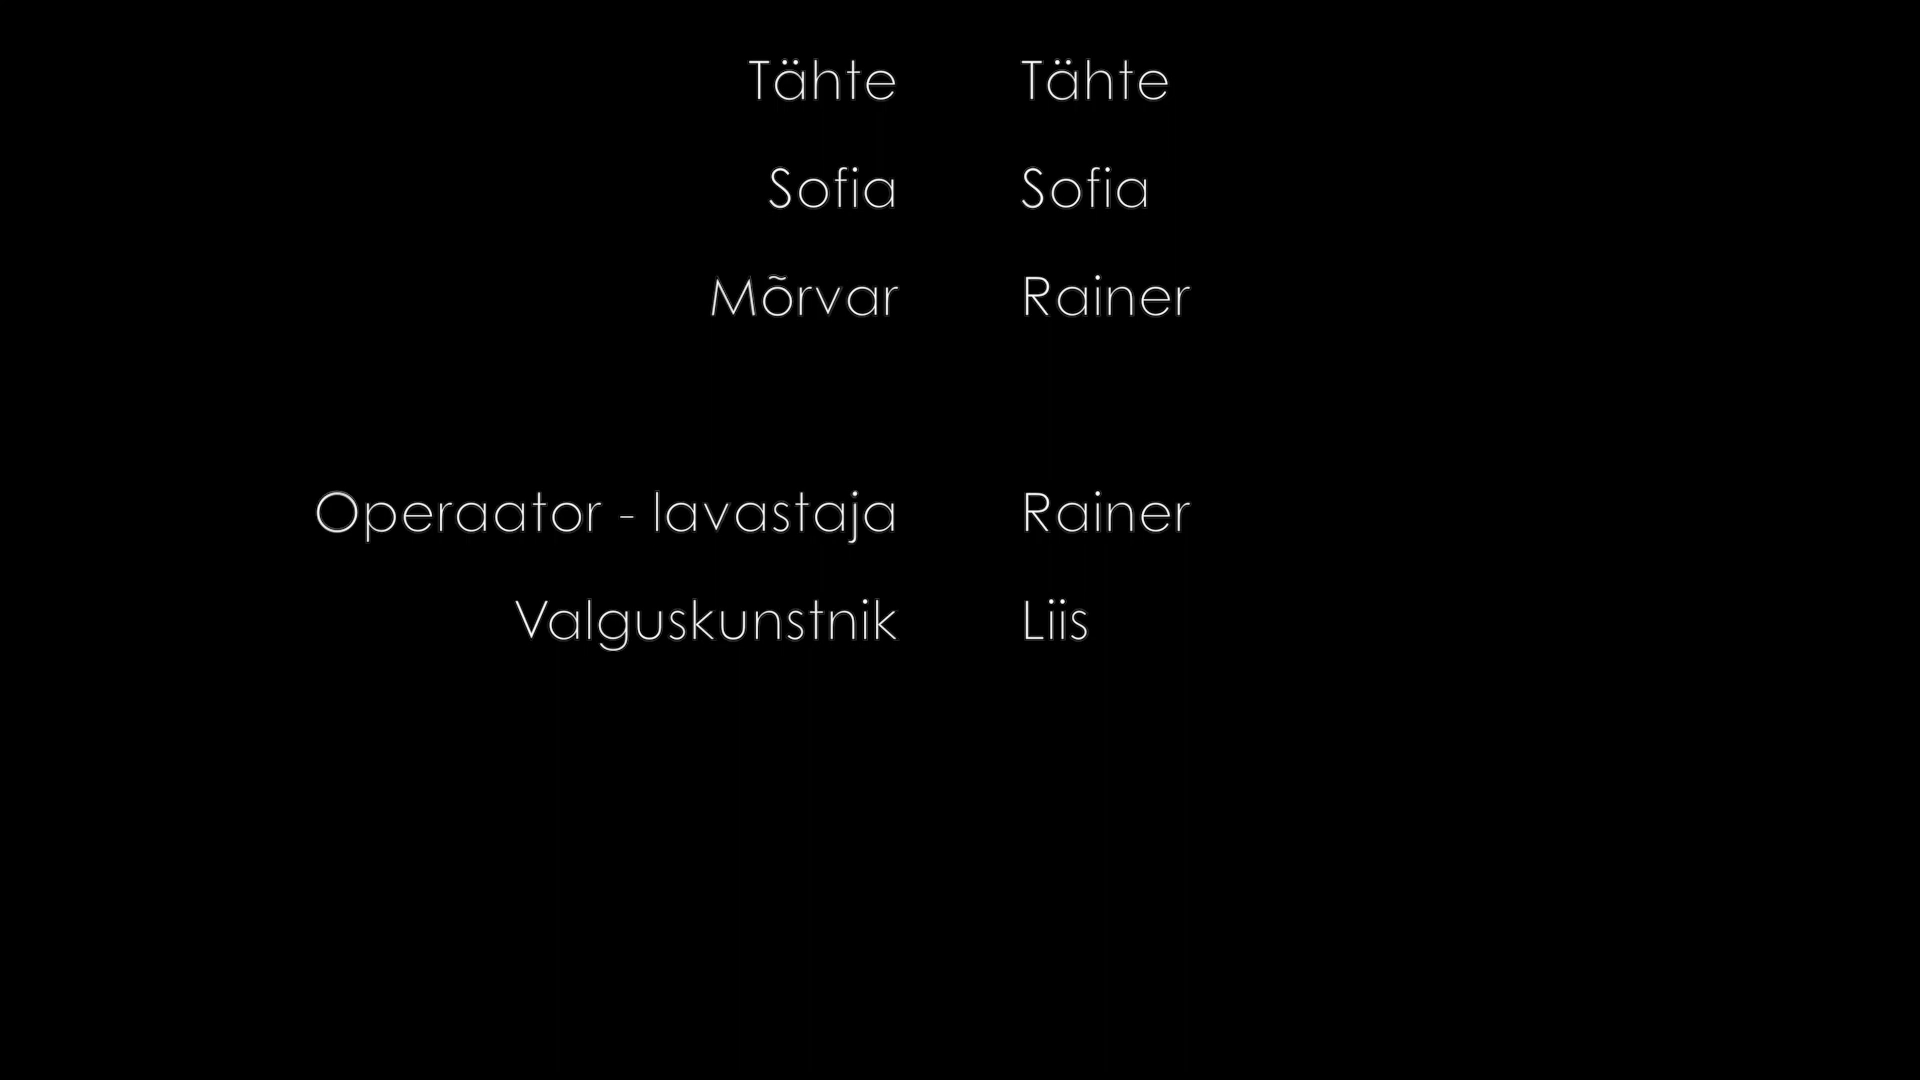 Tähte Tähte
Sofia Sofia
Mõrvar Rainer
Operaator - lavastaja Rainer
Valguskunstnik Liis